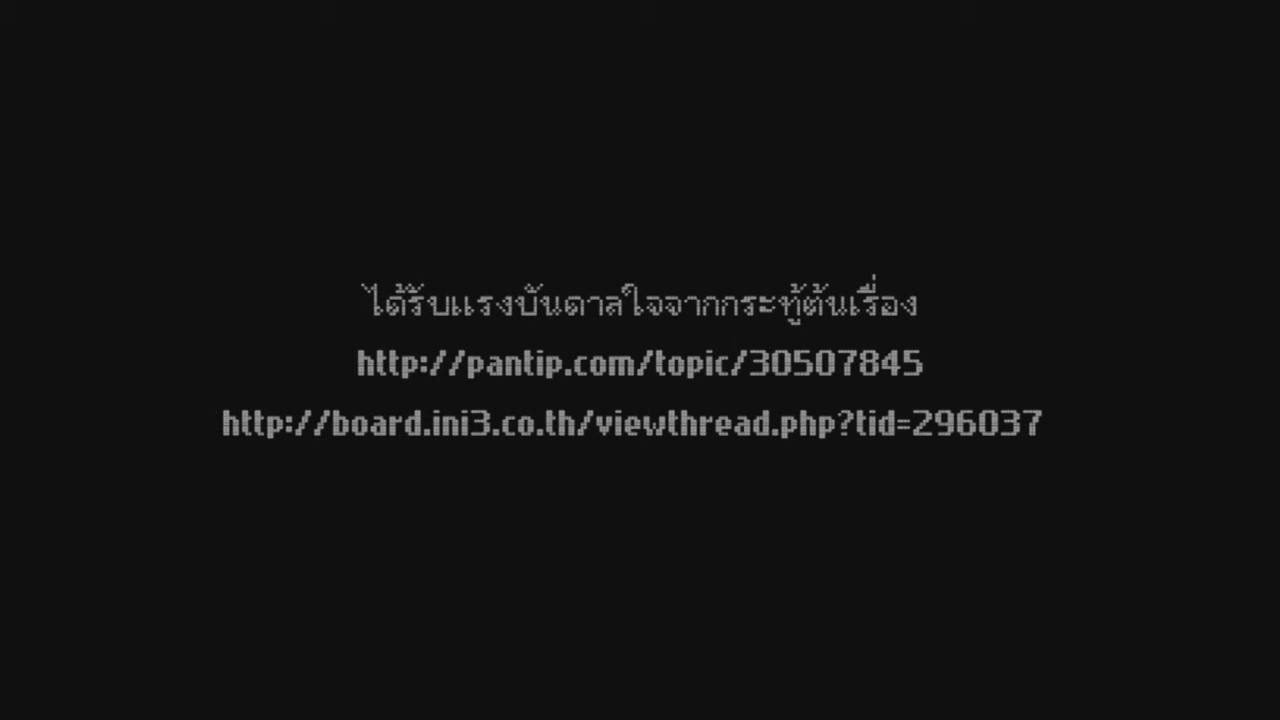 ได้รับแรงบันดาลใจจากกระทู้ต้นเรื่อง
http://pantip.com/topic/30507845
http://board.ini3.co.th/viewthread.php?tid=296037